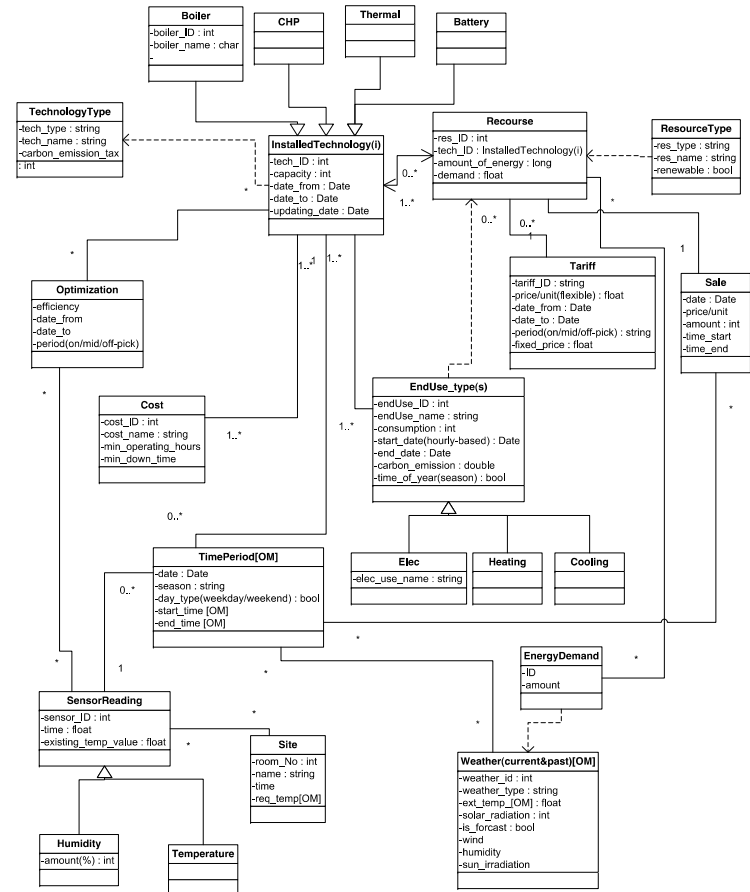 Boiler
-boiler_ID : int
-boiler_name : char
-
CHP
Thermal
Battery
TechnologyType
-tech_type : string
-tech_name : string
-carbon_emission_tax
: int
InstalledTechnology(i)
-tech_ID : int
-capacity : int
-date_from : Date
-date_to : Date
-updating_date : Date
Recourse
-res_ID : int
-tech_ID : InstalledTechnology(i)
-amount_of_energy : long
-demand : float
ResourceType
-res_type : string
-res_name : string
-renewable : bool
0..*
1..*
*
*
0..*
0..*
1
*
1
1..*
1
1..*
Optimization
-efficiency
-date_from
-date_to
-period(on/mid/off-pick)
*
Tariff
-tariff_ID : string
-price/unit(flexible) : float
-date_from : Date
-date_to : Date
-period(on/mid/off-pick) : string
-fixed_price : float
Sale
-date : Date
-price/unit
-amount : int
-time_start
-time_end
*
Cost
-cost_ID : int
-cost_name : string
-min_operating_hours
-min_down_time
1..*
1..*
EndUse_type(s)
-endUse_ID : int
-endUse_name : string
-consumption : int
-start_date(hourly-based) : Date
-end_date : Date
-carbon_emission : double
-time_of_year(season) : bool
0..*
Elec
-elec_use_name : string
Heating
Cooling
TimePeriod[OM]
-date : Date
-season : string
-day_type(weekday/weekend) : bool
-start_time [OM]
-end_time [OM]
0..*
1
*
*
*
*
EnergyDemand
-ID
-amount
*
SensorReading
-sensor_ID : int
-time : float
-existing_temp_value : float
*
*
Site
-room_No : int
-name : string
-time
-req_temp[OM]
*
Weather(current&past)[OM]
-weather_id : int
-weather_type : string
-ext_temp_[OM] : float
-solar_radiation : int
-is_forcast : bool
-wind
-humidity
-sun_irradiation
Humidity
-amount(%) : int
Temperature